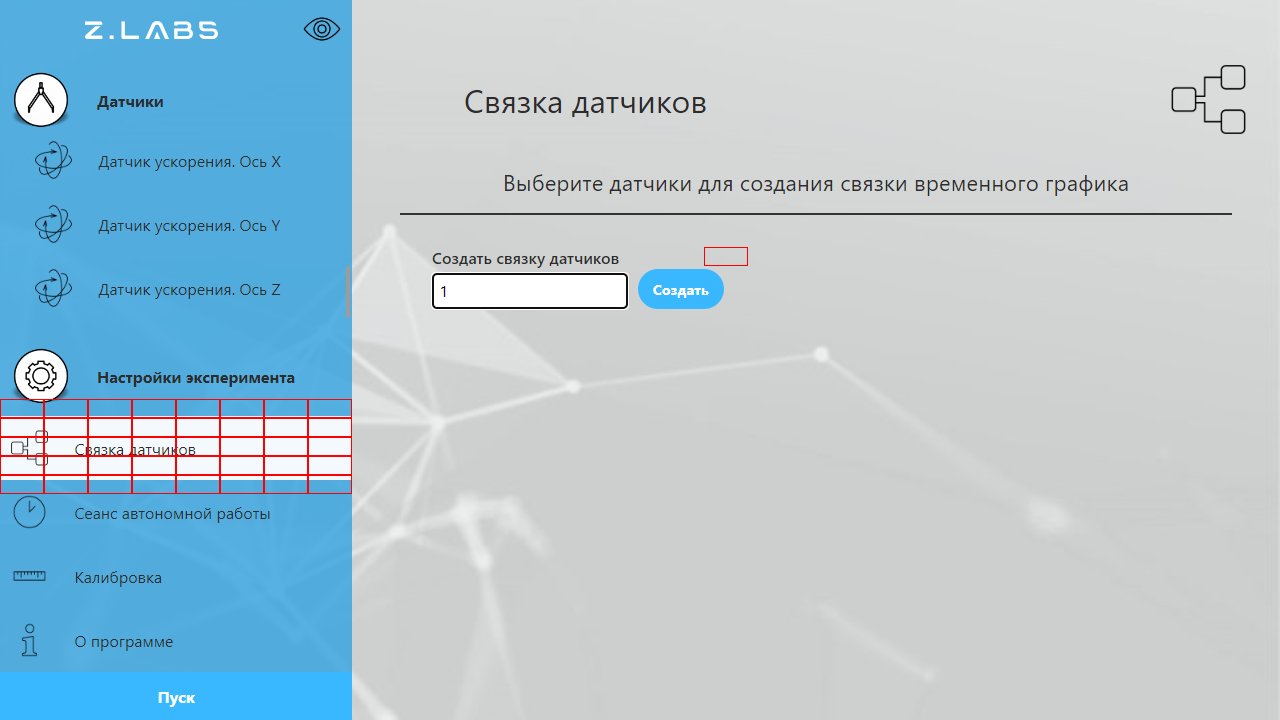 Z.LABS
Датчики
Датчик ускорения. Ось X
Датчик ускорения. Ось Y
Датчик ускорения. Ось Z
Настройки эксперимента
Связка датчиков
Сеанс автономной работы
Калибровка
О программе
Пуск
Связка датчиков
Выберите датчики для создания связки временного графика
Создать связку датчиков
1
Создать